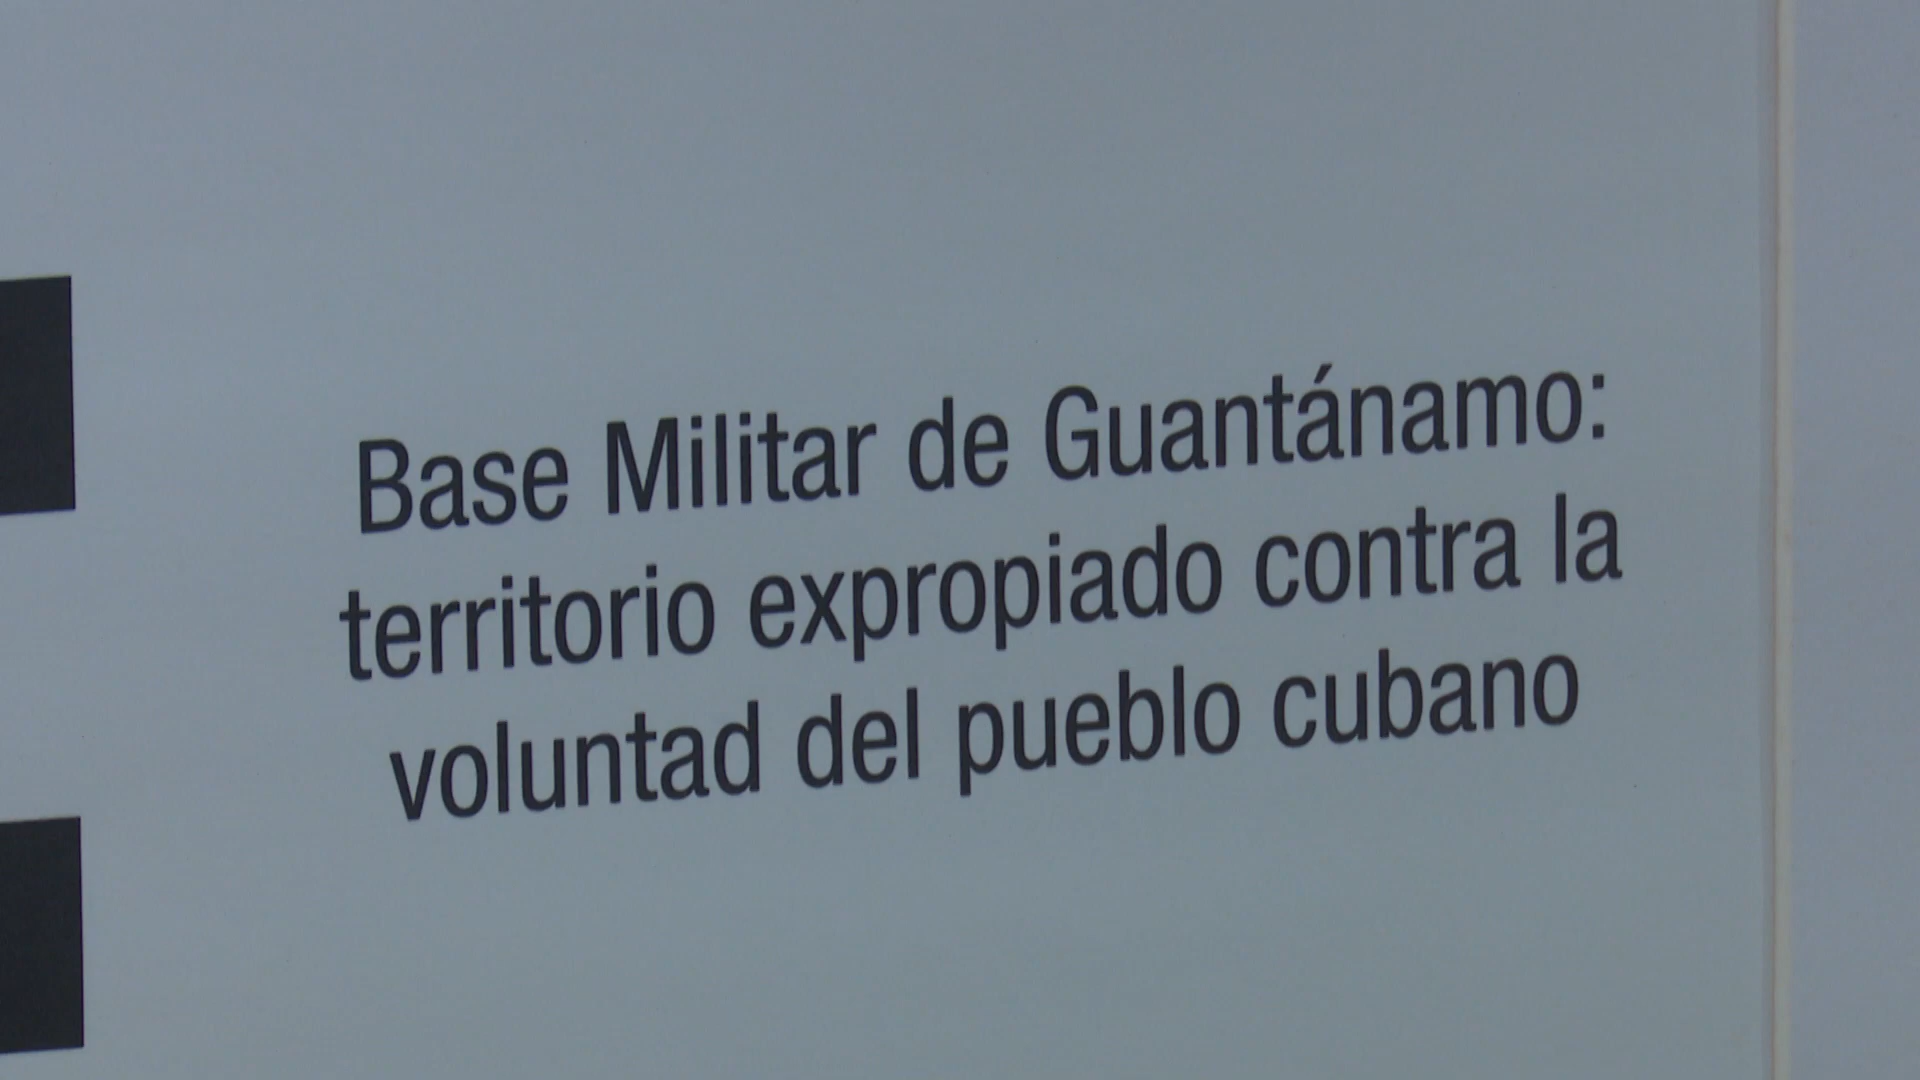 Base Militar de Guantánamo:
territorio expropiado contra la
voluntad del pueblo cubano